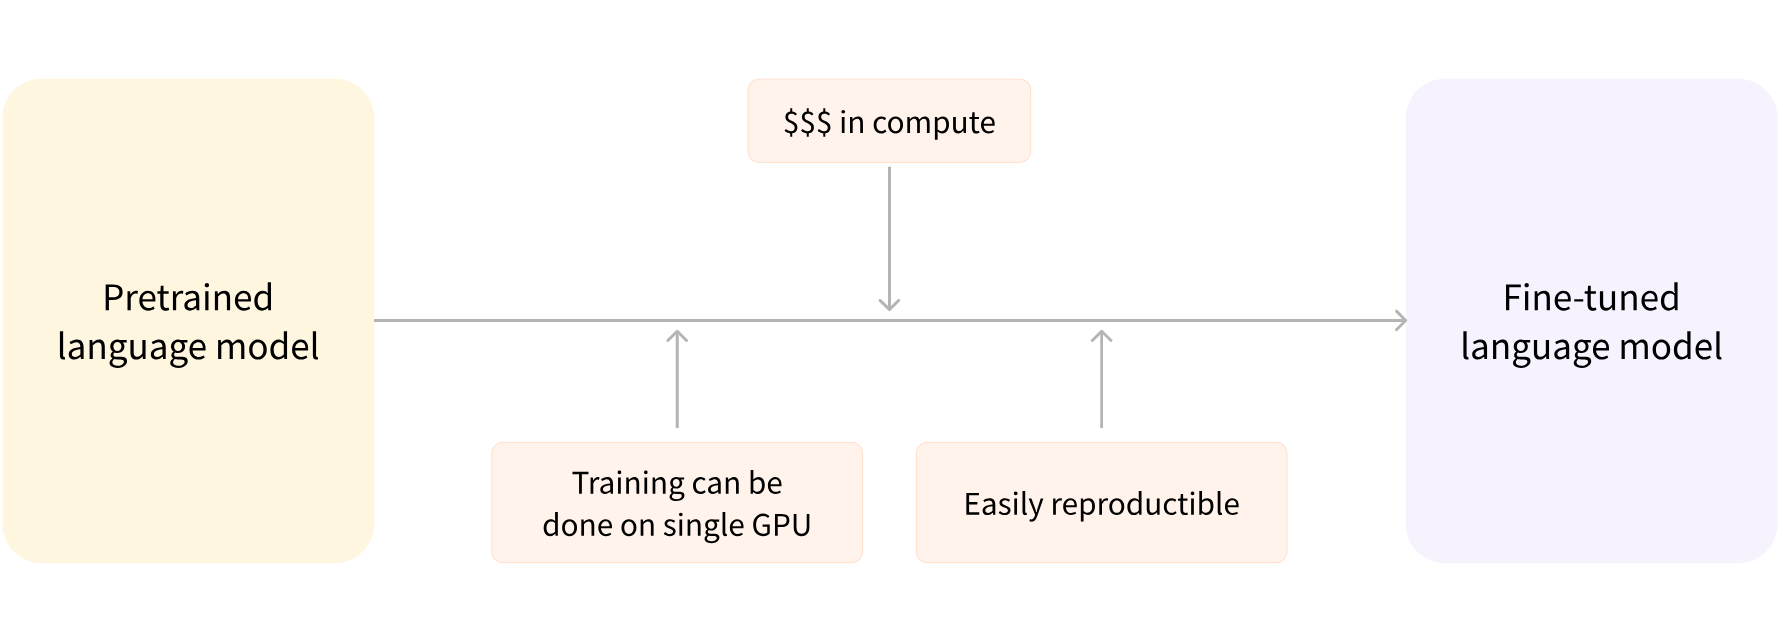 $$$ in compute
Pretrained
language model
Fine-tuned
language model
Training can be
done on single GPU
Easily reproductible